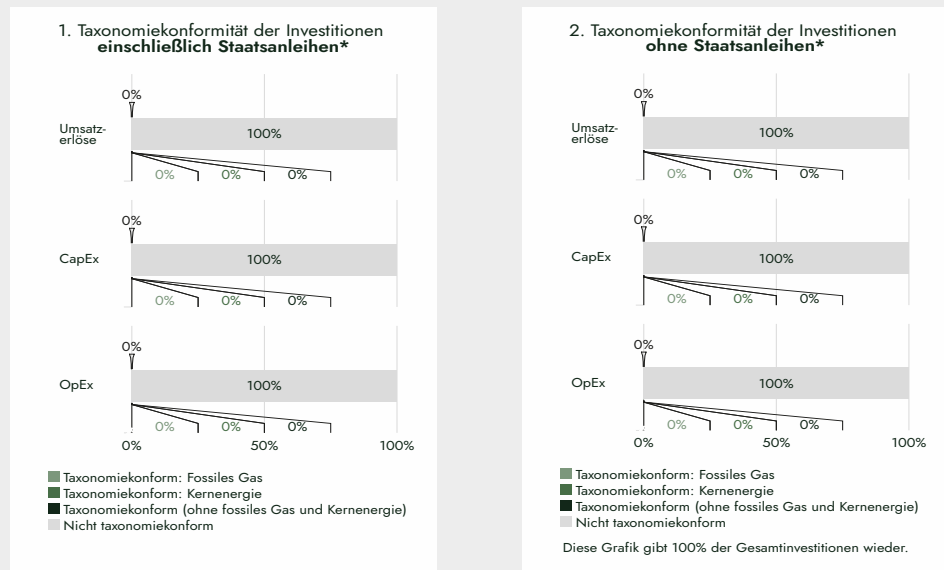 1. Taxonomiekonformität der Investitionen
einschließlich Staatsanleihen*
0%
Umsatz-
erlöse
100%
0% 0% 0%
0%
CapEx
100%
0% 0% 0%
0%
OpEx
100%
0% 0% 0%
0% 50% 100%
Taxonomiekonform: Fossiles Gas
Taxonomiekonform: Kernenergie
Taxonomiekonform (ohne fossiles Gas und Kernenergie)
Nicht taxonomiekonform
2. Taxonomiekonformität der Investitionen
ohne Staatsanleihen*
0%
Umsatz-
erlöse
100%
0% 0% 0%
0%
CapEx
100%
0% 0% 0%
0%
OpEx
100%
0% 0% 0%
0% 50% 100%
Taxonomiekonform: Fossiles Gas
Taxonomiekonform: Kernenergie
Taxonomiekonform (ohne fossiles Gas und Kernenergie)
Nicht taxonomiekonform
Diese Grafik gibt 100% der Gesamtinvestitionen wieder.